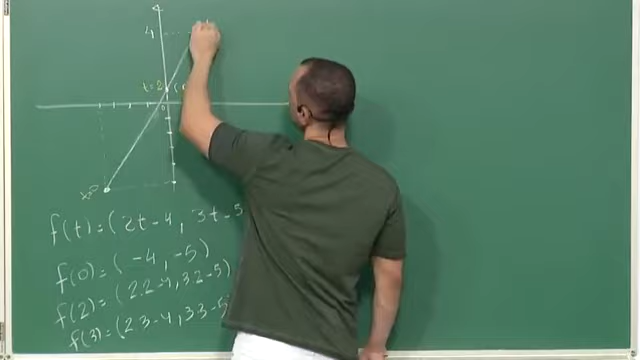 4
t=2
0
f(t)=(2t-4, 3t-5
f(0)=(-4,-5)
f(2)=(2.2-4,3.2-5)
f(3)=(2.3-4,3.3-5